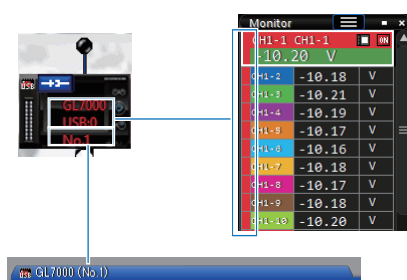 Monitor
CH1-1 CH1-1 ON
-10.20 V
USB
GL7000
USB:0
No.1
CH1-2 -10.18 V
CH1-3 -10.21 V
CH1-4 -10.19 V
CH1-5 -10.17 V
CH1-6 -10.16 V
CH1-7 -10.18 V
CH1-8 -10.17 V
CH1-9 -10.18 V
CH1-10 -10.20 V
GL7000 (No.1)